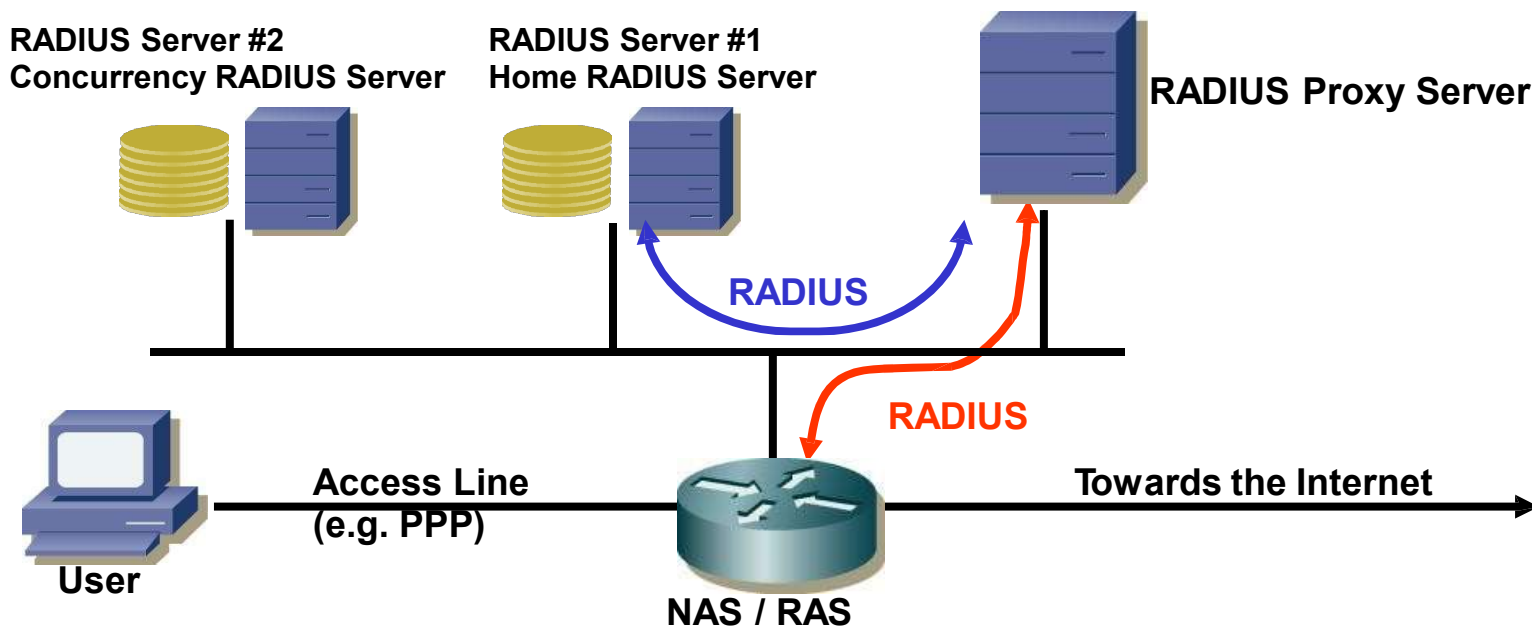 RADIUS Server #2
Concurrency RADIUS Server
RADIUS Server #1
Home RADIUS Server
RADIUS Proxy Server
RADIUS
RADIUS
Access Line
(e.g. PPP)
Towards the Internet
User
NAS / RAS